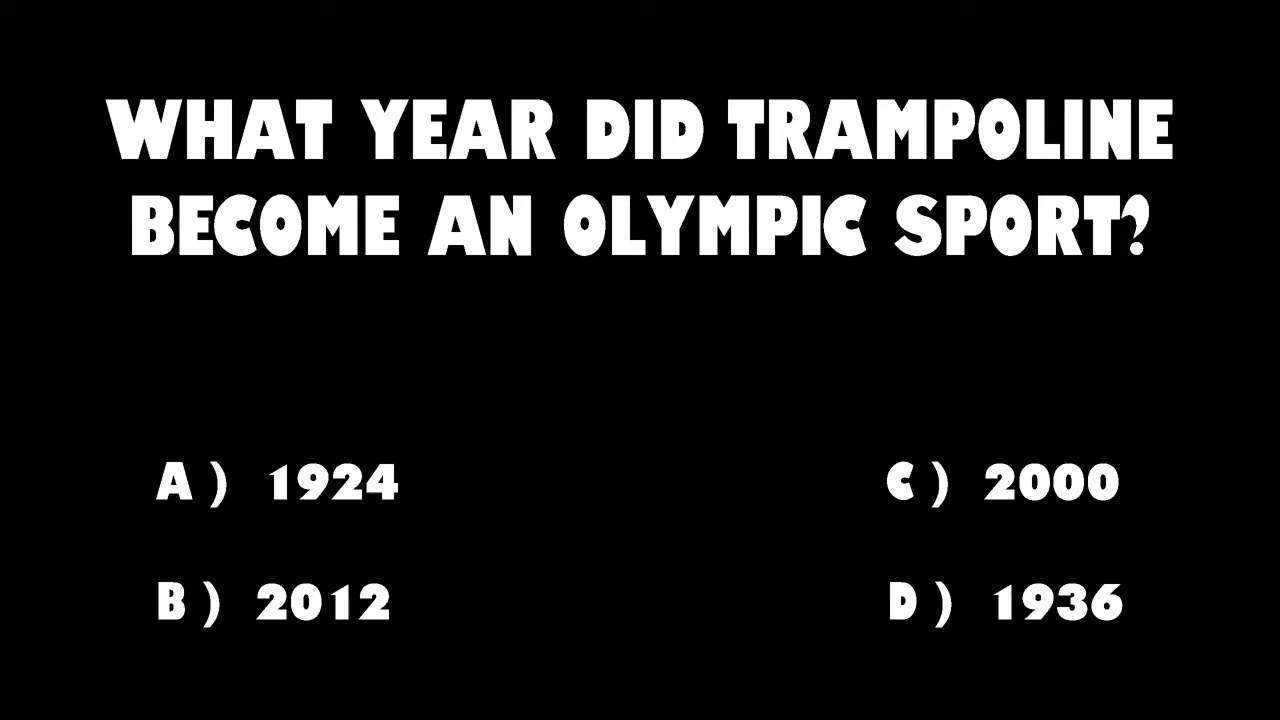 WHAT YEAR DID TRAMPOLINE
BECOME AN OLYMPIC SPORT?
A ) 1924
B ) 2012
C ) 2000
D ) 1936